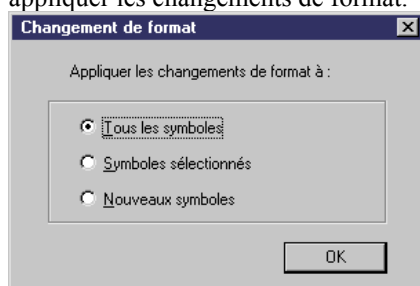 appliquer les changements de format.
Changement de format
Appliquer les changements de format à :
Tous les symboles
Symboles sélectionnés
Nouveaux symboles
OK